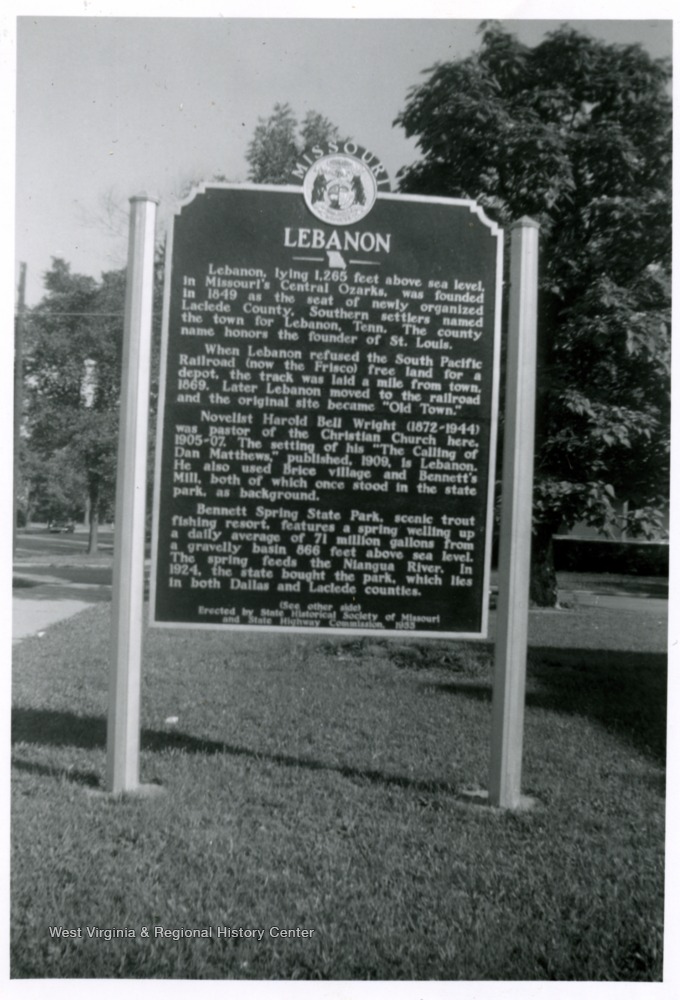 MISSOURI
LEBANON
Lebanon, lying 1,265 feet above sea level,
in Missouri's Central Ozarks, was founded
in 1849 as the seat of newly organized
Laclede County. Southern settlers named
the town for Lebanon, Tenn. The county
name honors the founder of St. Louis.
When Lebanon refused the South Pacific
Railroad (now the Frisco) free land for a
depot, the track was laid a mile from town,
1869. Later Lebanon moved to the railroad
and the original site became "Old Town."
Novelist Harold Bell Wright (1872-1944)
was pastor of the Christian Church here,
1905-07. The setting of his "The Calling of
Dan Matthews," published, 1909, is Lebanon.
He also used Brice village and Bennett's
Mill, both of which once stood in the state
park, as background.
Bennett Spring State Park, scenic trout
fishing resort, features a spring welling up
a daily average of 71 million gallons from
a gravelly basin 866 feet above sea level.
The spring feeds the Niangua River. In
1924, the state bought the park, which lies
in both Dallas and Laclede counties.
(See other side)
Erected by State Historical Society of Missouri
and State Highway Commission, 1955
West Virginia & Regional History Center